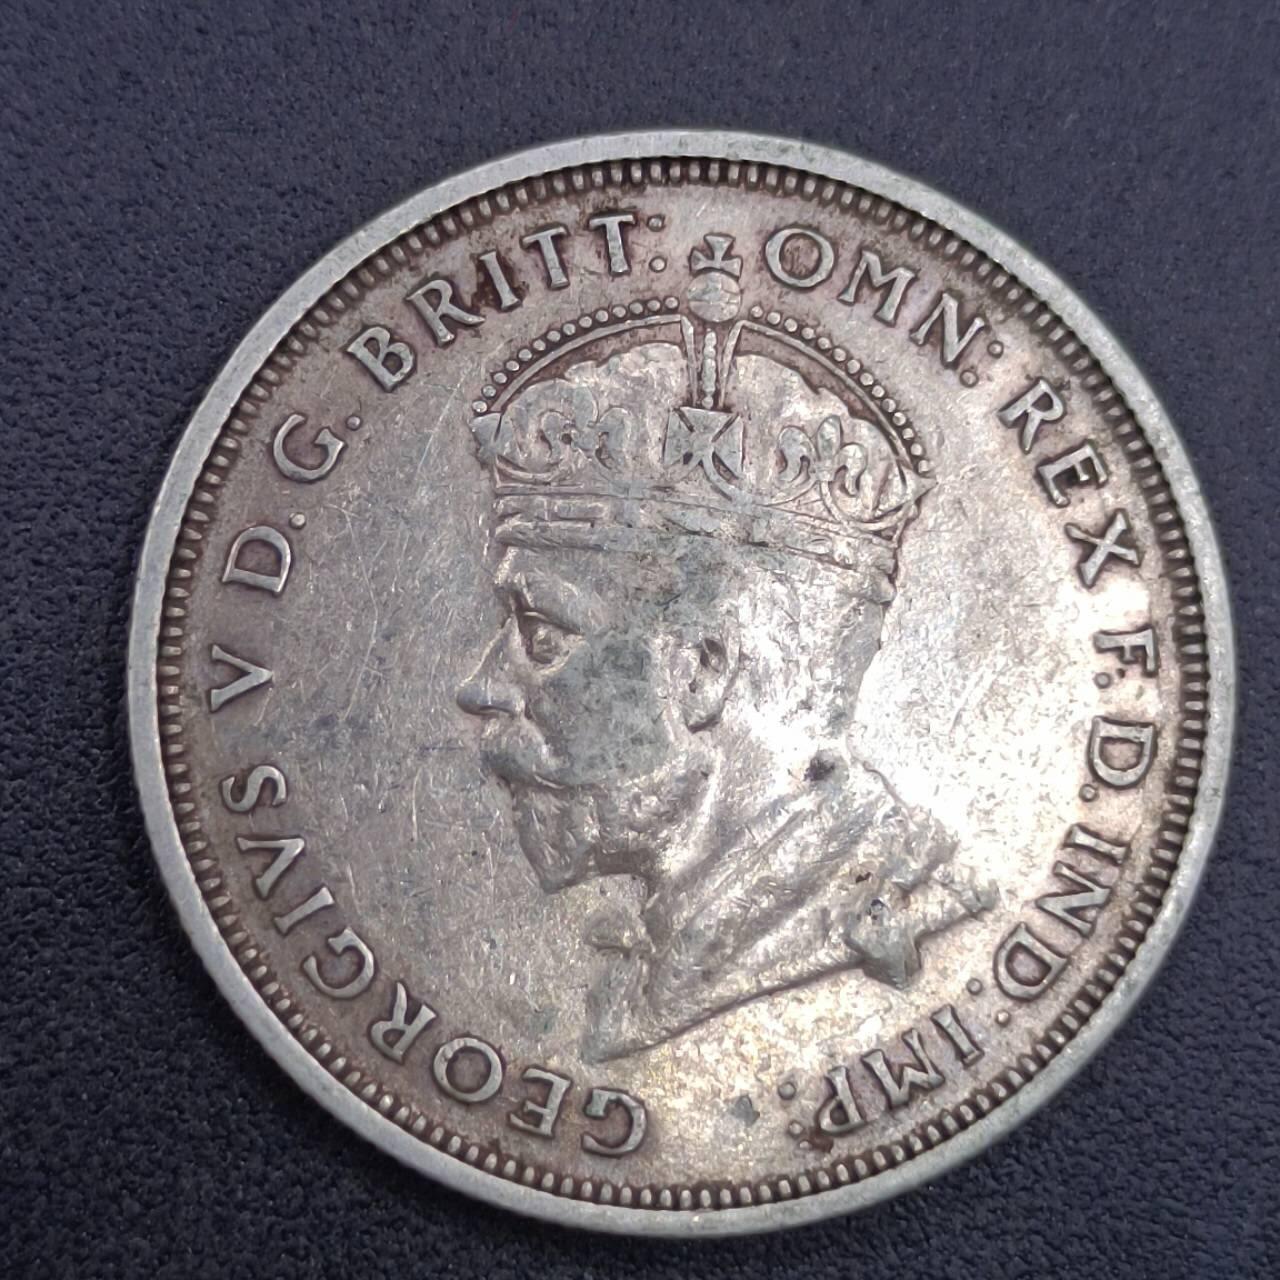 GEORGIVS V D.G. BRITT: OMN: REX F.D. IND: IMP: